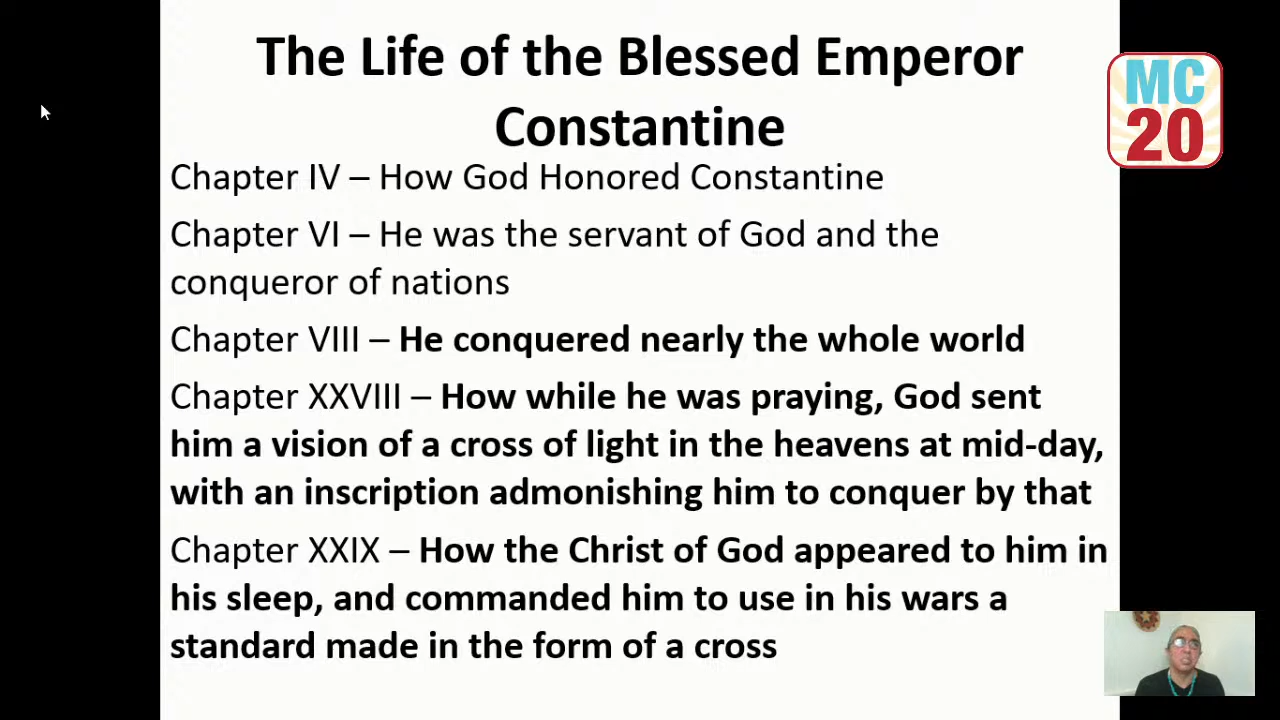 The Life of the Blessed Emperor
Constantine
Chapter IV – How God Honored Constantine
Chapter VI – He was the servant of God and the
conqueror of nations
Chapter VIII – He conquered nearly the whole world
Chapter XXVIII – How while he was praying, God sent
him a vision of a cross of light in the heavens at mid-day,
with an inscription admonishing him to conquer by that
Chapter XXIX – How the Christ of God appeared to him in
his sleep, and commanded him to use in his wars a
standard made in the form of a cross
MC
20